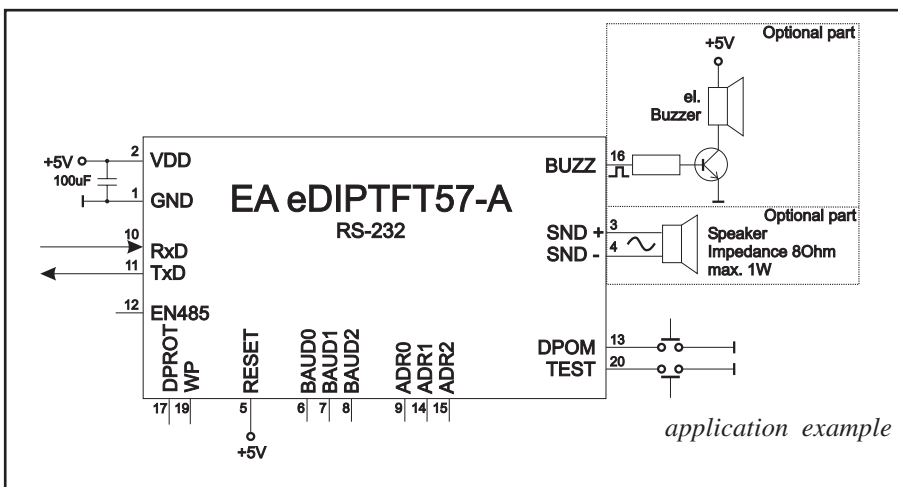 Optional part
+5V
el.
Buzzer
+5V
2
VDD
100uF
1
GND
BUZZ
16
EA eDIPTFT57-A
RS-232
10
RxD
11
TxD
12
EN485
Optional part
SND +
3
SND -
4
Speaker
Impedance 8Ohm
max. 1W
DPOM
13
TEST
20
DPROT
WP
RESET
BAUD0
BAUD1
BAUD2
ADR0
ADR1
ADR2
17
19
5
6
7
8
9
14
15
+5V
application example